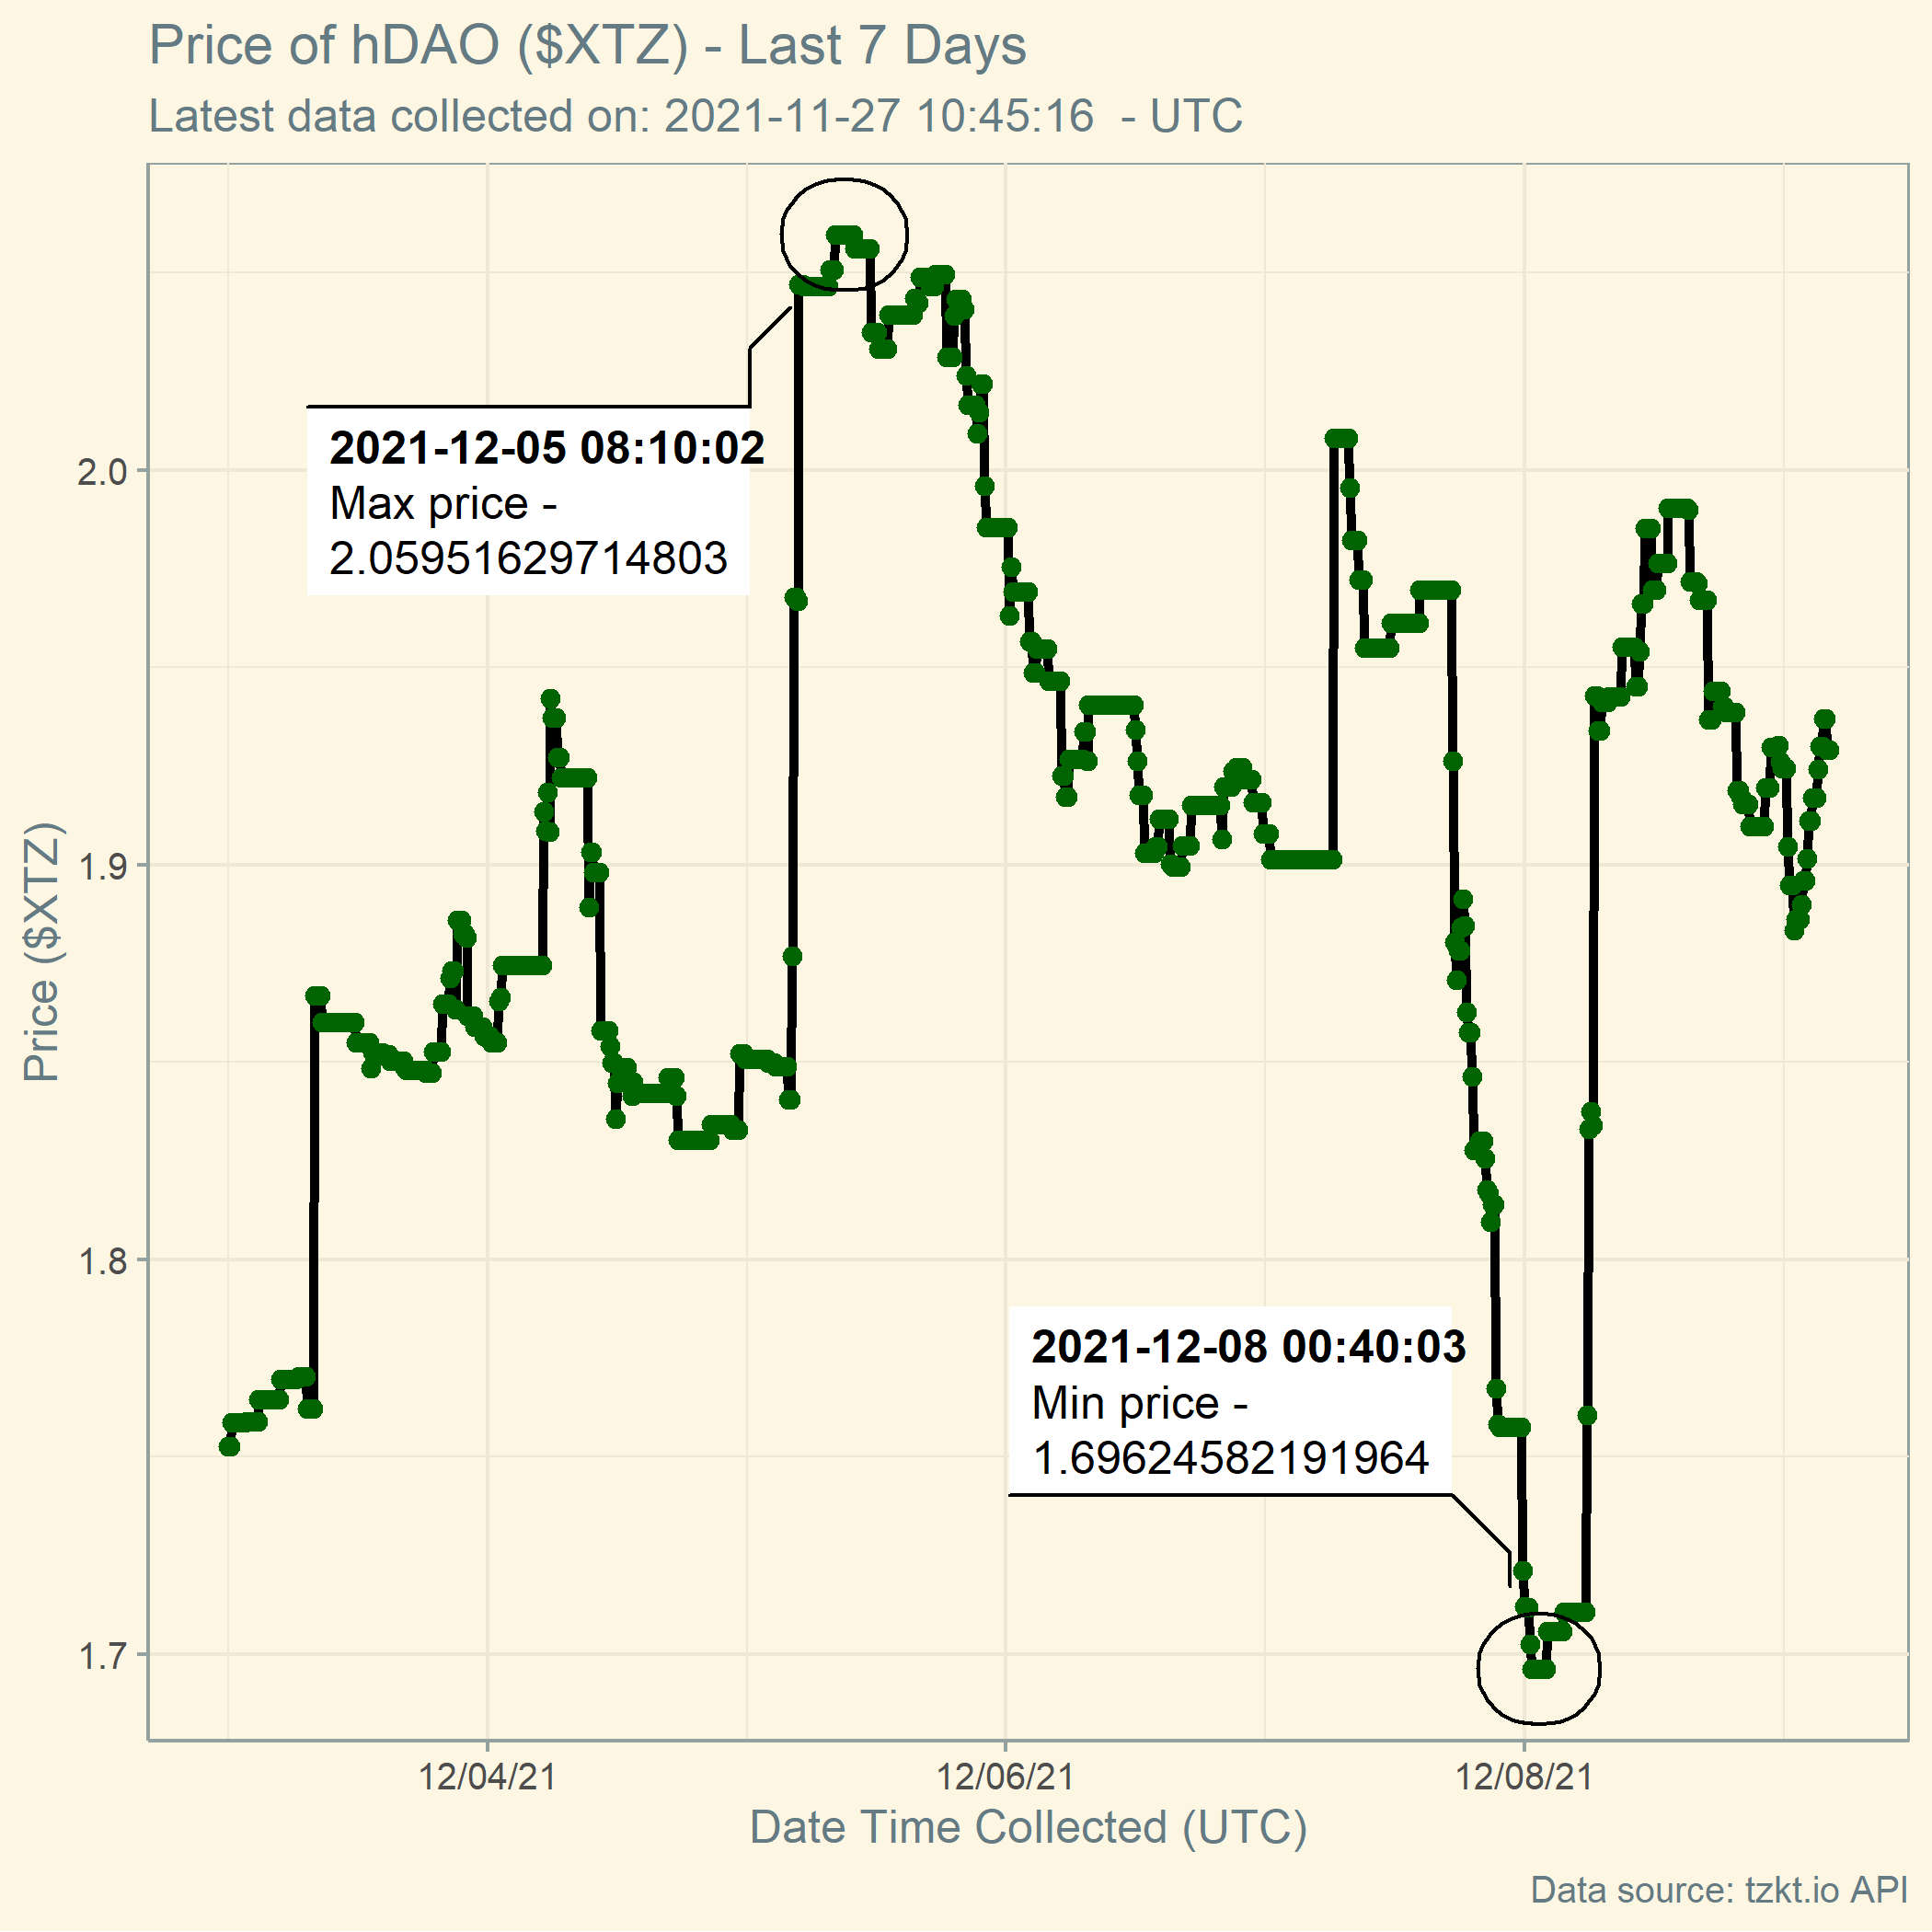 Price of hDAO ($XTZ) - Last 7 Days
Latest data collected on: 2021-11-27 10:45:16  - UTC
2021-12-05 08:10:02
Max price -
2.05951629714803
2.0
1.9
1.8
1.7
Price ($XTZ)
2021-12-08 00:40:03
Min price -
1.69624582191964
12/04/21
12/06/21
12/08/21
Date Time Collected (UTC)
Data source: tzkt.io API